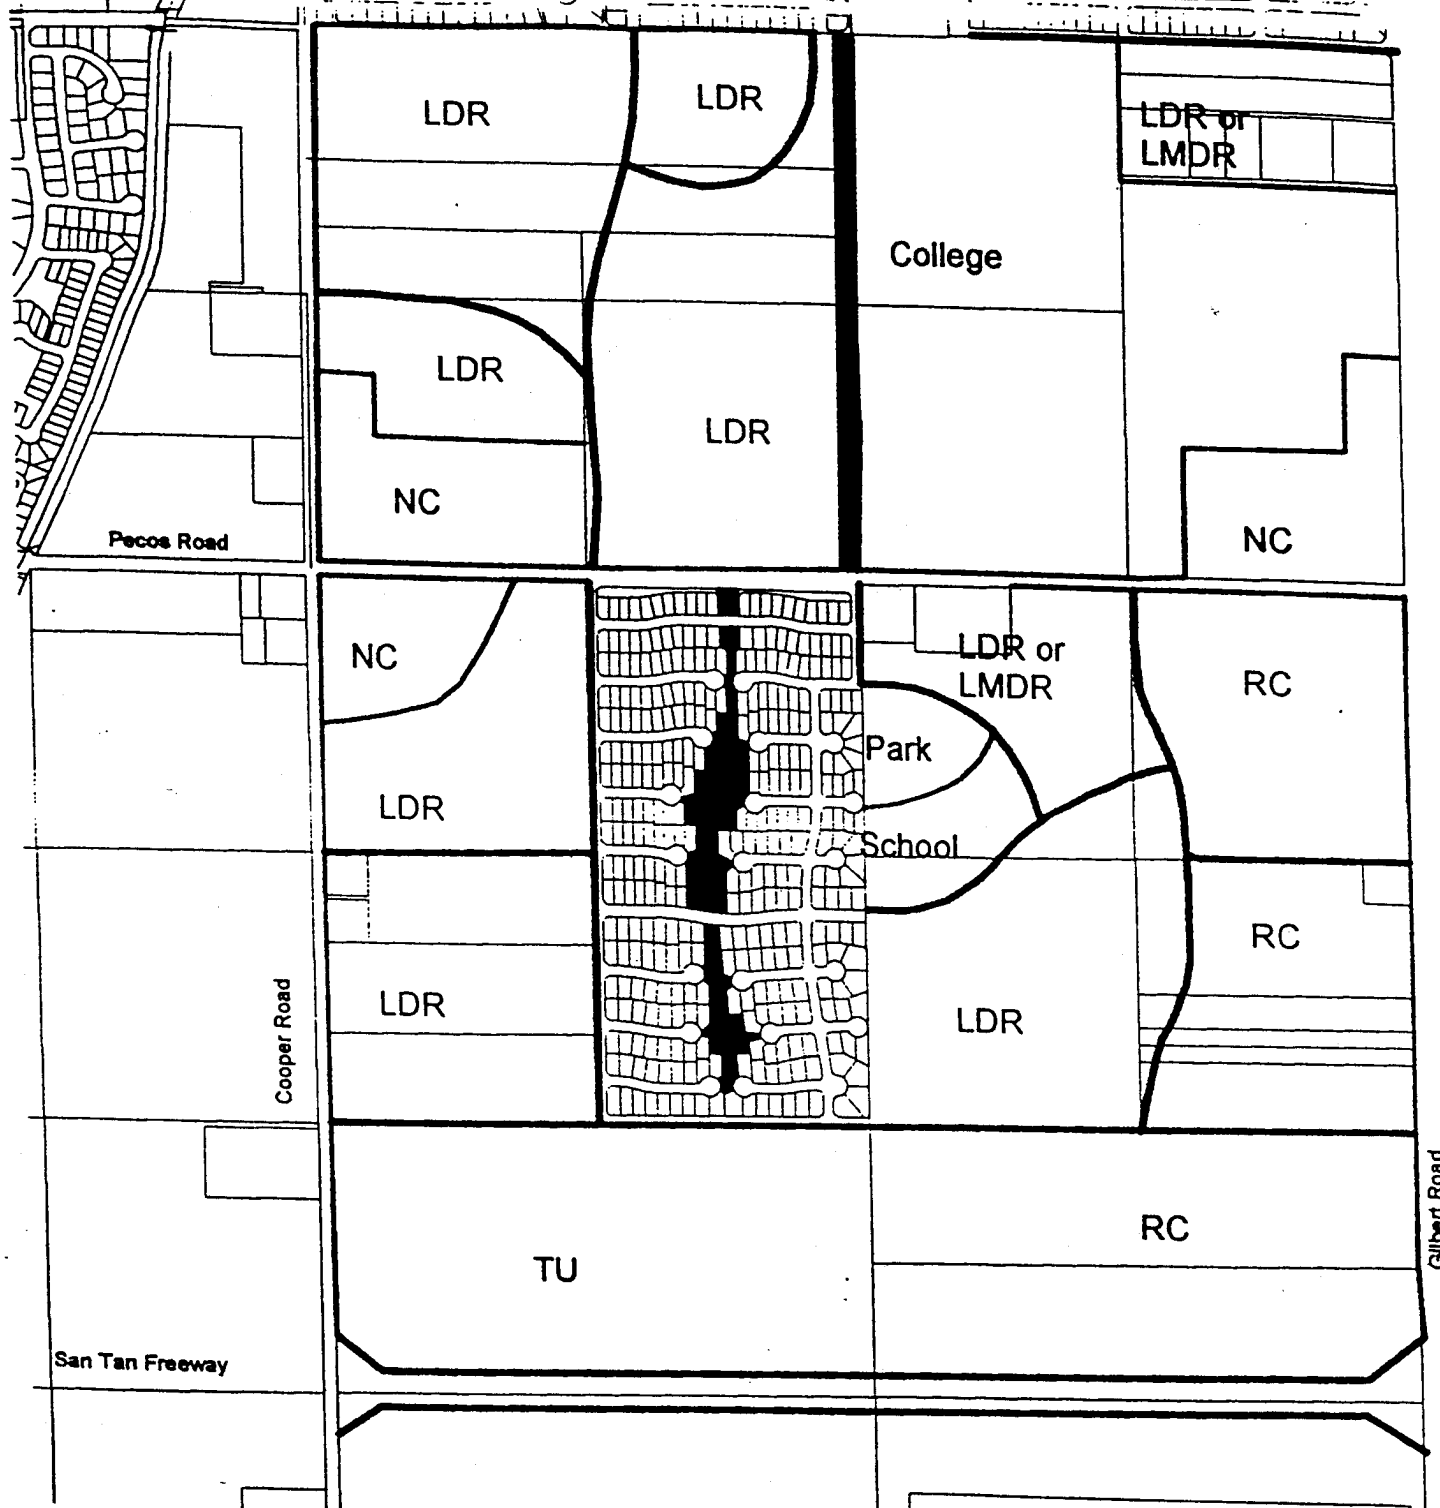 LDR
LDR
LDR or
LMDR
College
LDR
LDR
NC
Pecos Road
NC
NC
LDR or
LMDR
RC
Park
LDR
School
RC
LDR
LDR
Cooper Road
Gilbert Road
RC
TU
San Tan Freeway